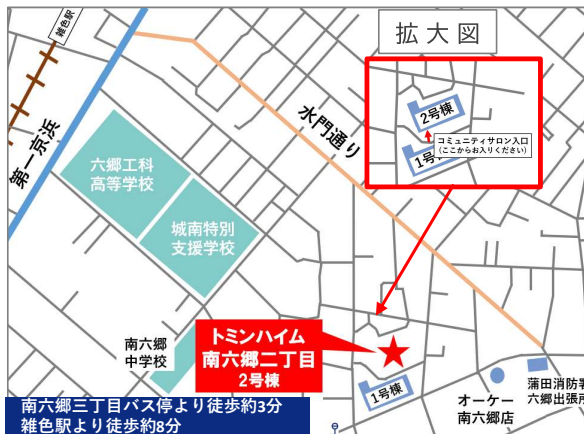 雑色駅
拡大図
第一京浜
水門通り
2号棟
コミュニティサロン入口
(ここからお入りください)
1号
六郷工科
高等学校
城南特別
支援学校
南六郷
中学校
トミンハイム
南六郷二丁目
2号棟
1号棟
オーケー
南六郷店
蒲田消防署
六郷出張所
南六郷三丁目バス停より徒歩約3分
雑色駅より徒歩約8分